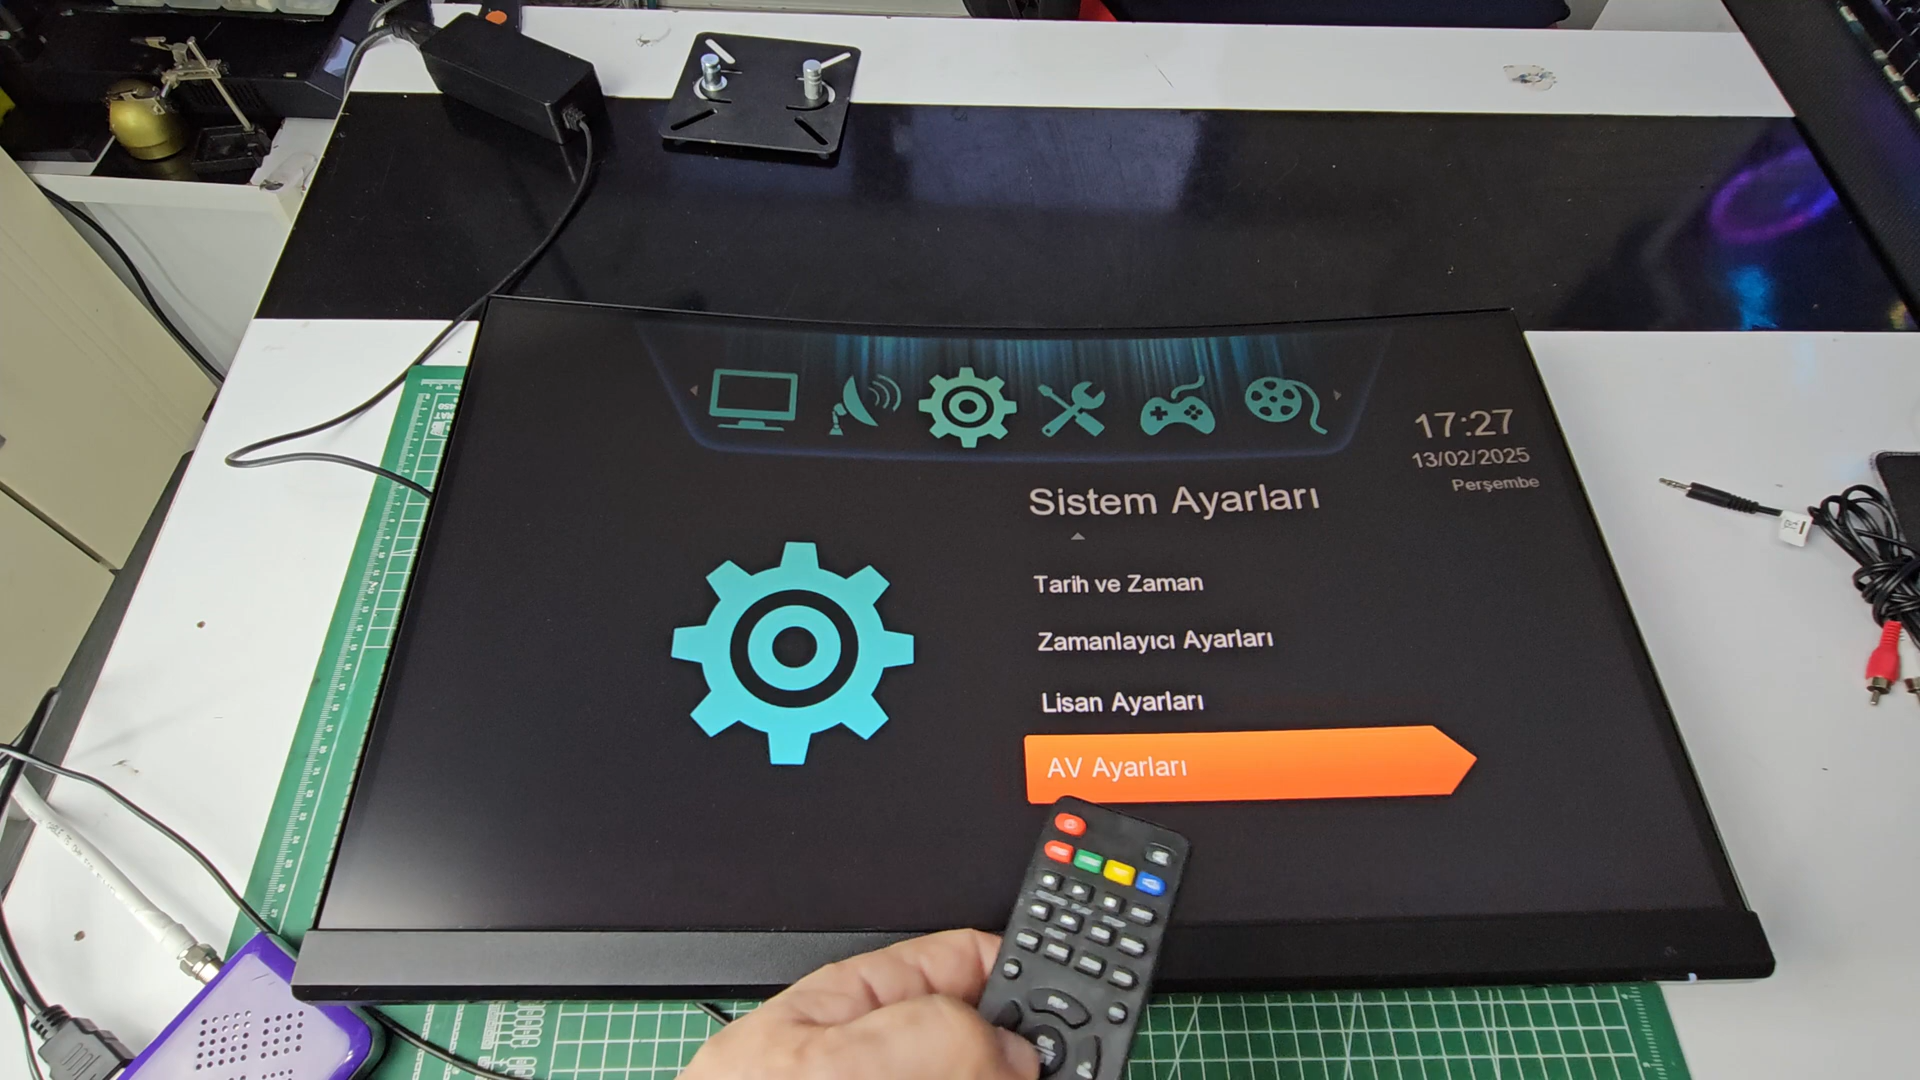 17:27
13/02/2025
Perşembe
Sistem Ayarları
Tarih ve Zaman
Zamanlayıcı Ayarları
Lisan Ayarları
AV Ayarları